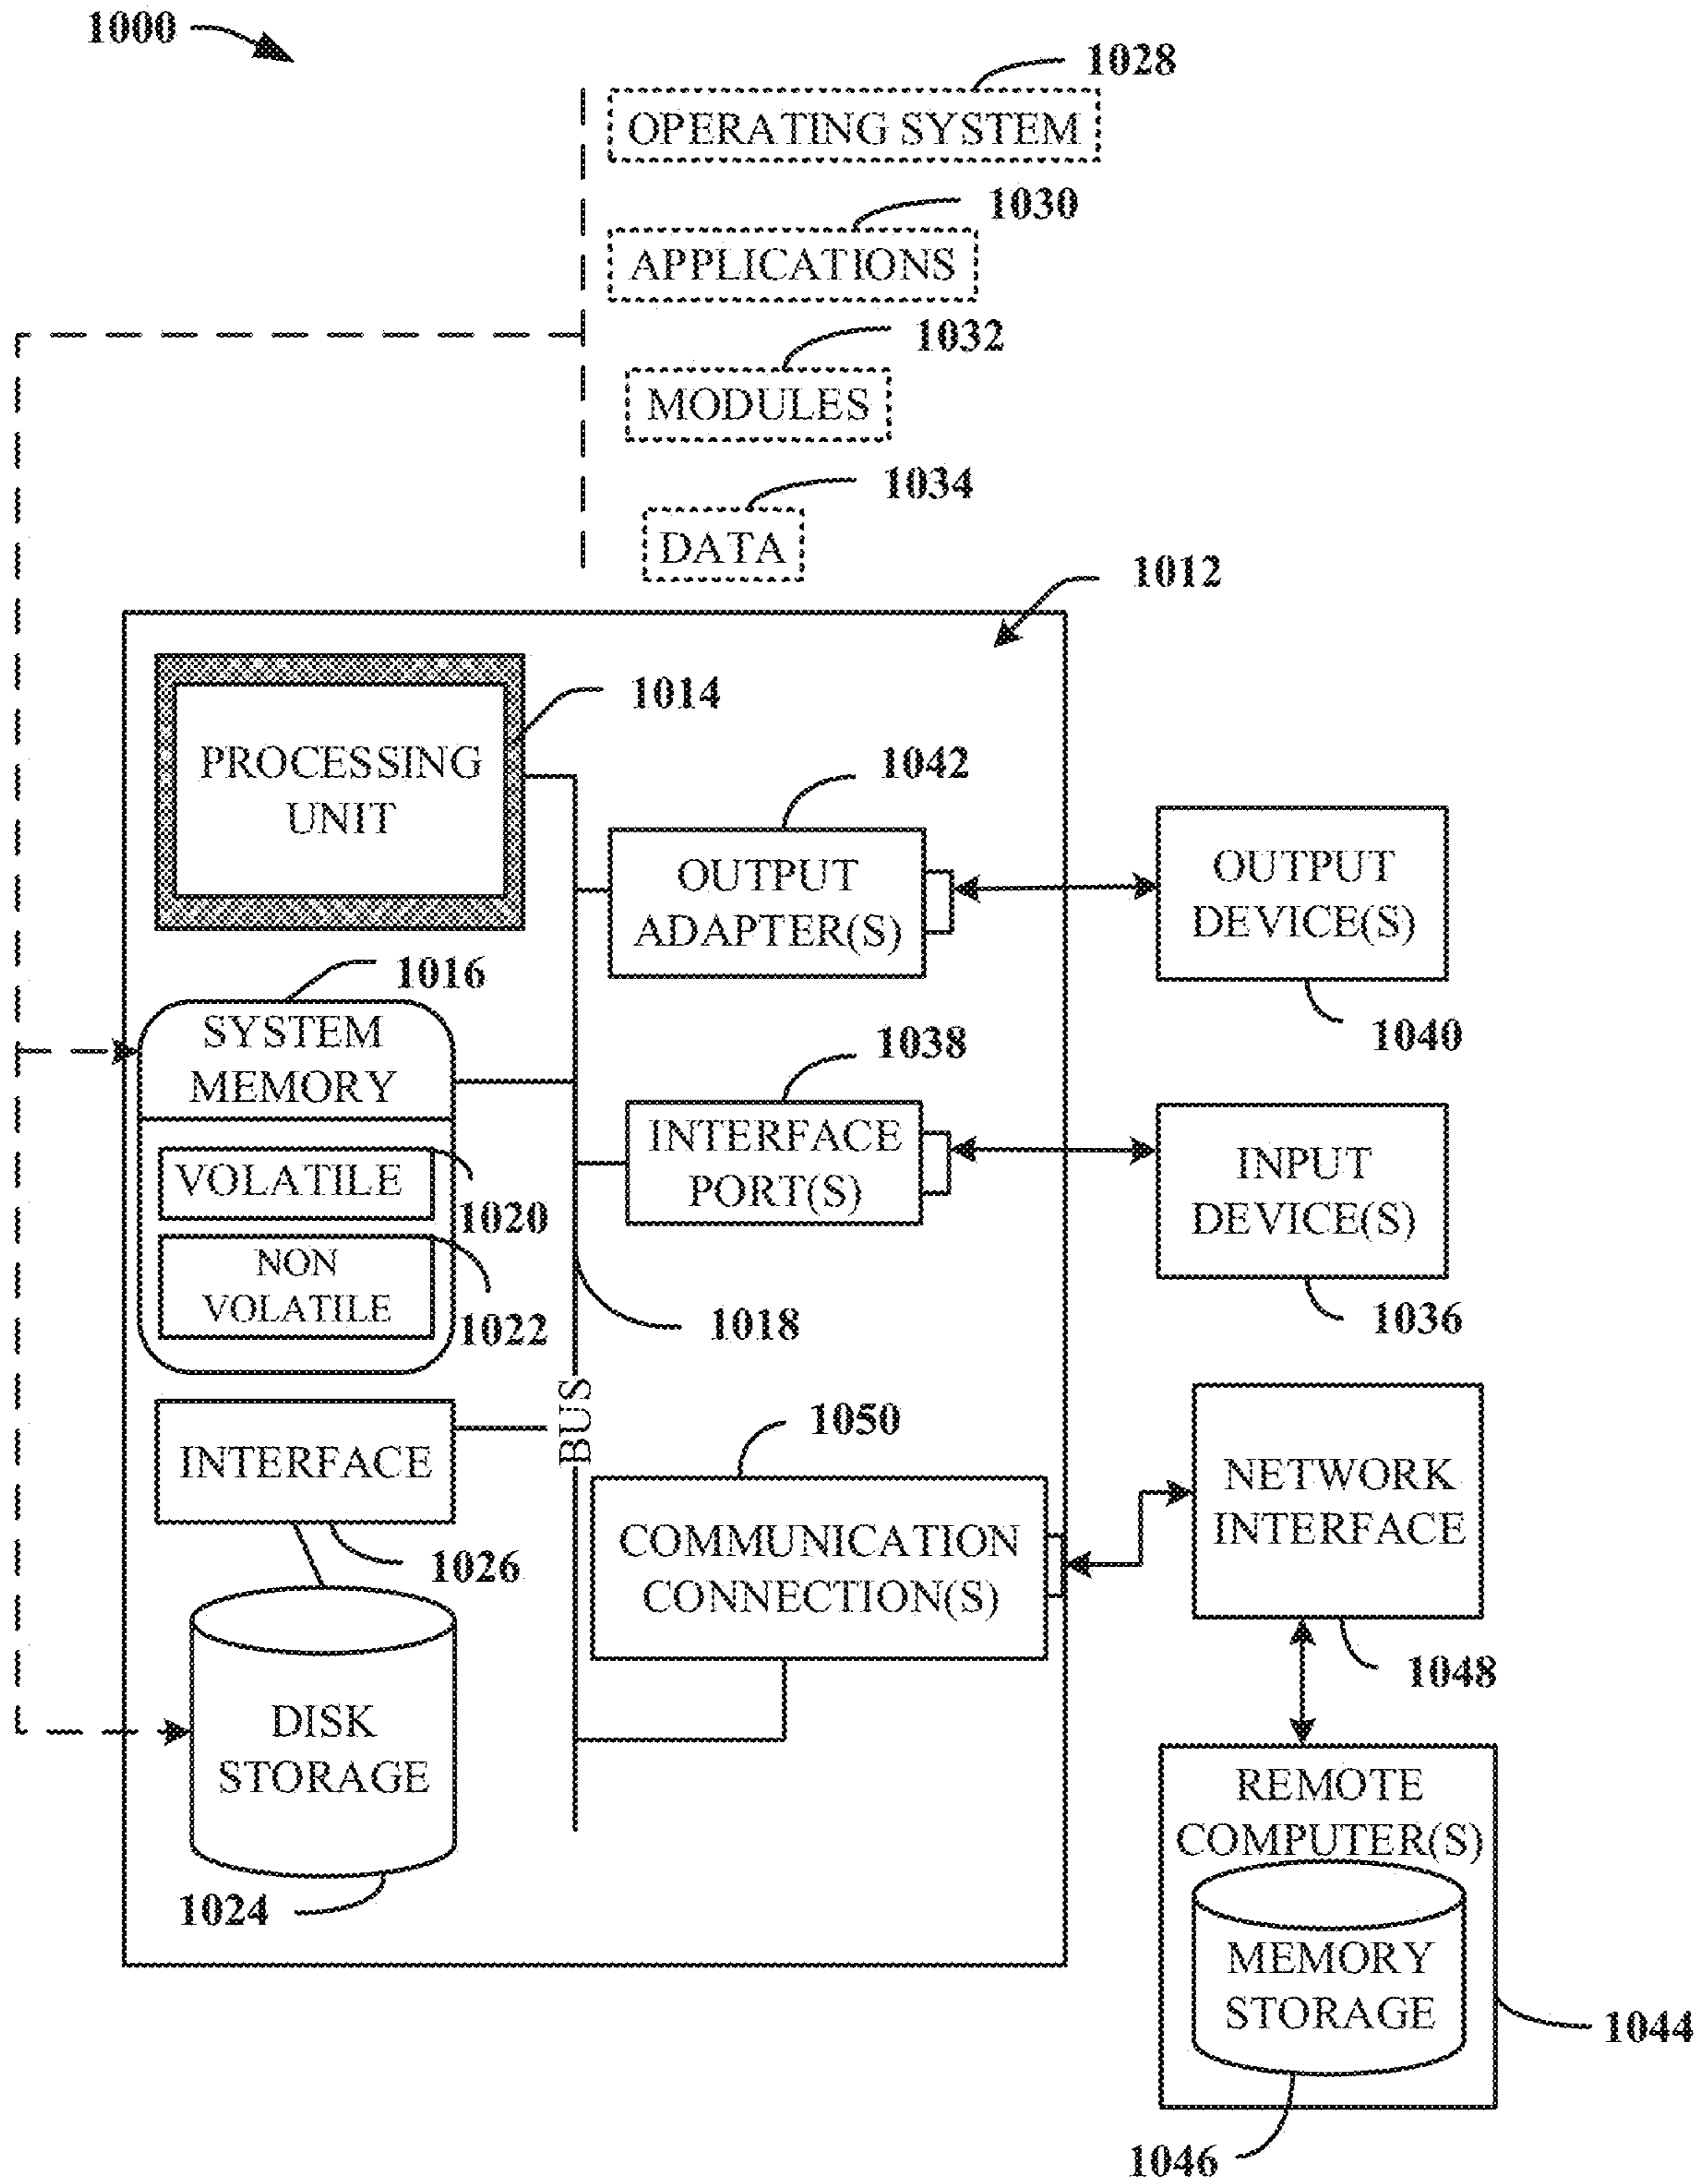 1000
1028
OPERATING SYSTEM
1030
APPLICATIONS
1032
MODULES
1034
DATA
1012
1014
PROCESSING
UNIT
1042
OUTPUT
ADAPTER(S)
OUTPUT
DEVICE(S)
1040
1016
SYSTEM
MEMORY
VOLATILE
1020
NON
VOLATILE
1022
1038
INTERFACE
PORT(S)
INPUT
DEVICE(S)
1036
1018
BUS
INTERFACE
1026
1050
COMMUNICATION
CONNECTION(S)
NETWORK
INTERFACE
1048
DISK
STORAGE
1024
REMOTE
COMPUTER(S)
MEMORY
STORAGE
1044
1046